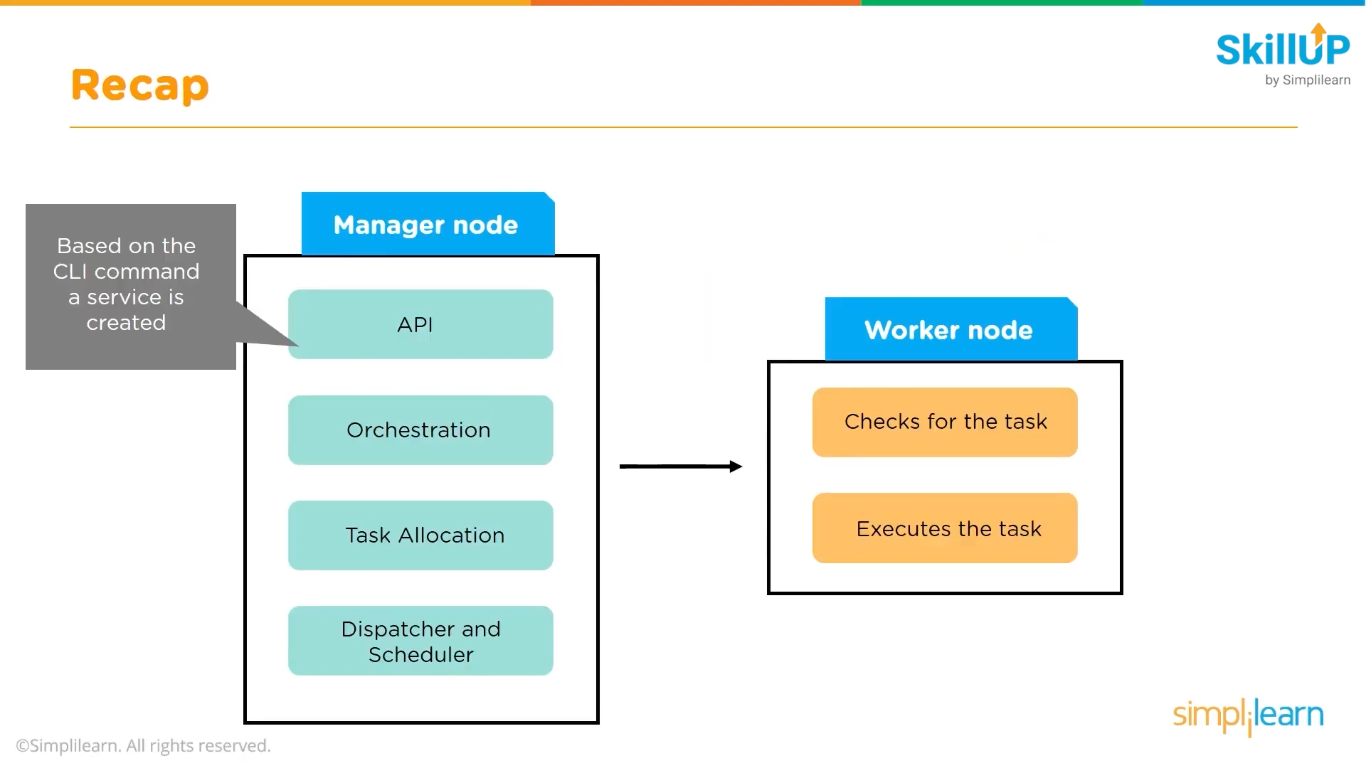 SkillUP
by Simplilearn
Recap
Based on the
CLI command
a service is
created
Manager node
API
Orchestration
Task Allocation
Dispatcher and
Scheduler
Worker node
Checks for the task
Executes the task
simplilearn
©Simplilearn. All rights reserved.